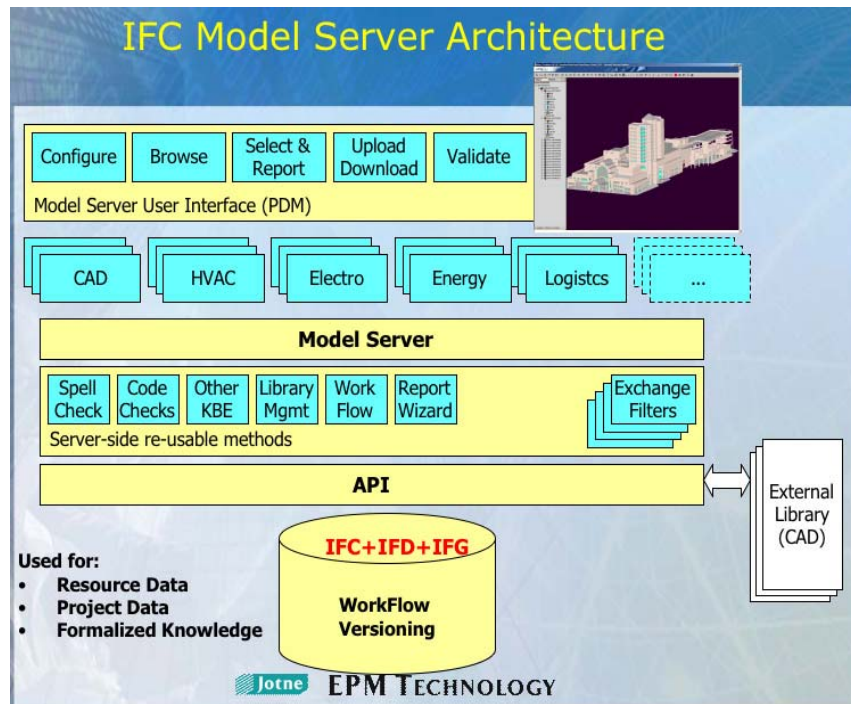 IFC Model Server Architecture
Configure
Browse
Select &
Report
Upload
Download
Validate
Model Server User Interface (PDM)
CAD
HVAC
Electro
Energy
Logistcs
...
Model Server
Spell
Check
Code
Checks
Other
KBE
Library
Mgmt
Work
Flow
Report
Wizard
Exchange
Filters
Server-side re-usable methods
API
External
Library
(CAD)
IFC+IFD+IFG
WorkFlow
Versioning
Used for:
• Resource Data
• Project Data
• Formalized Knowledge
Jotne EPM TECHNOLOGY